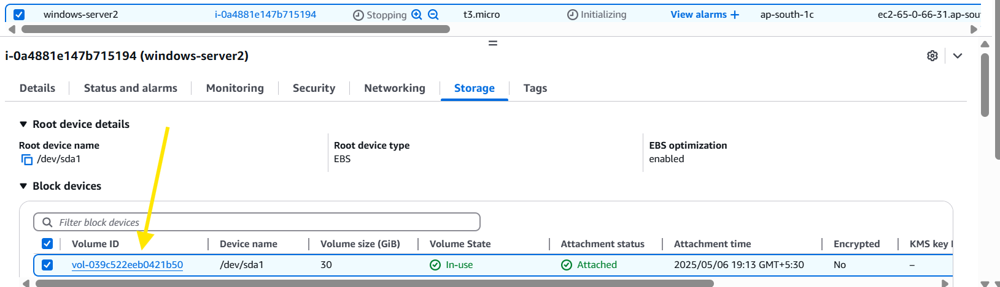 windows-server2 i-0a4881e147b715194 Stopping t3.micro Initializing View alarms + ap-south-1c ec2-65-0-66-31.ap-sou
i-0a4881e147b715194 (windows-server2)
Details Status and alarms Monitoring Security Networking Storage Tags
Root device details
Root device name Root device type EBS optimization
/dev/sda1 EBS enabled
Block devices
Filter block devices
Volume ID Device name Volume size (GiB) Volume State Attachment status Attachment time Encrypted KMS key
vol-039c522eeb0421b50 /dev/sda1 30 In-use Attached 2025/05/06 19:13 GMT+5:30 No –